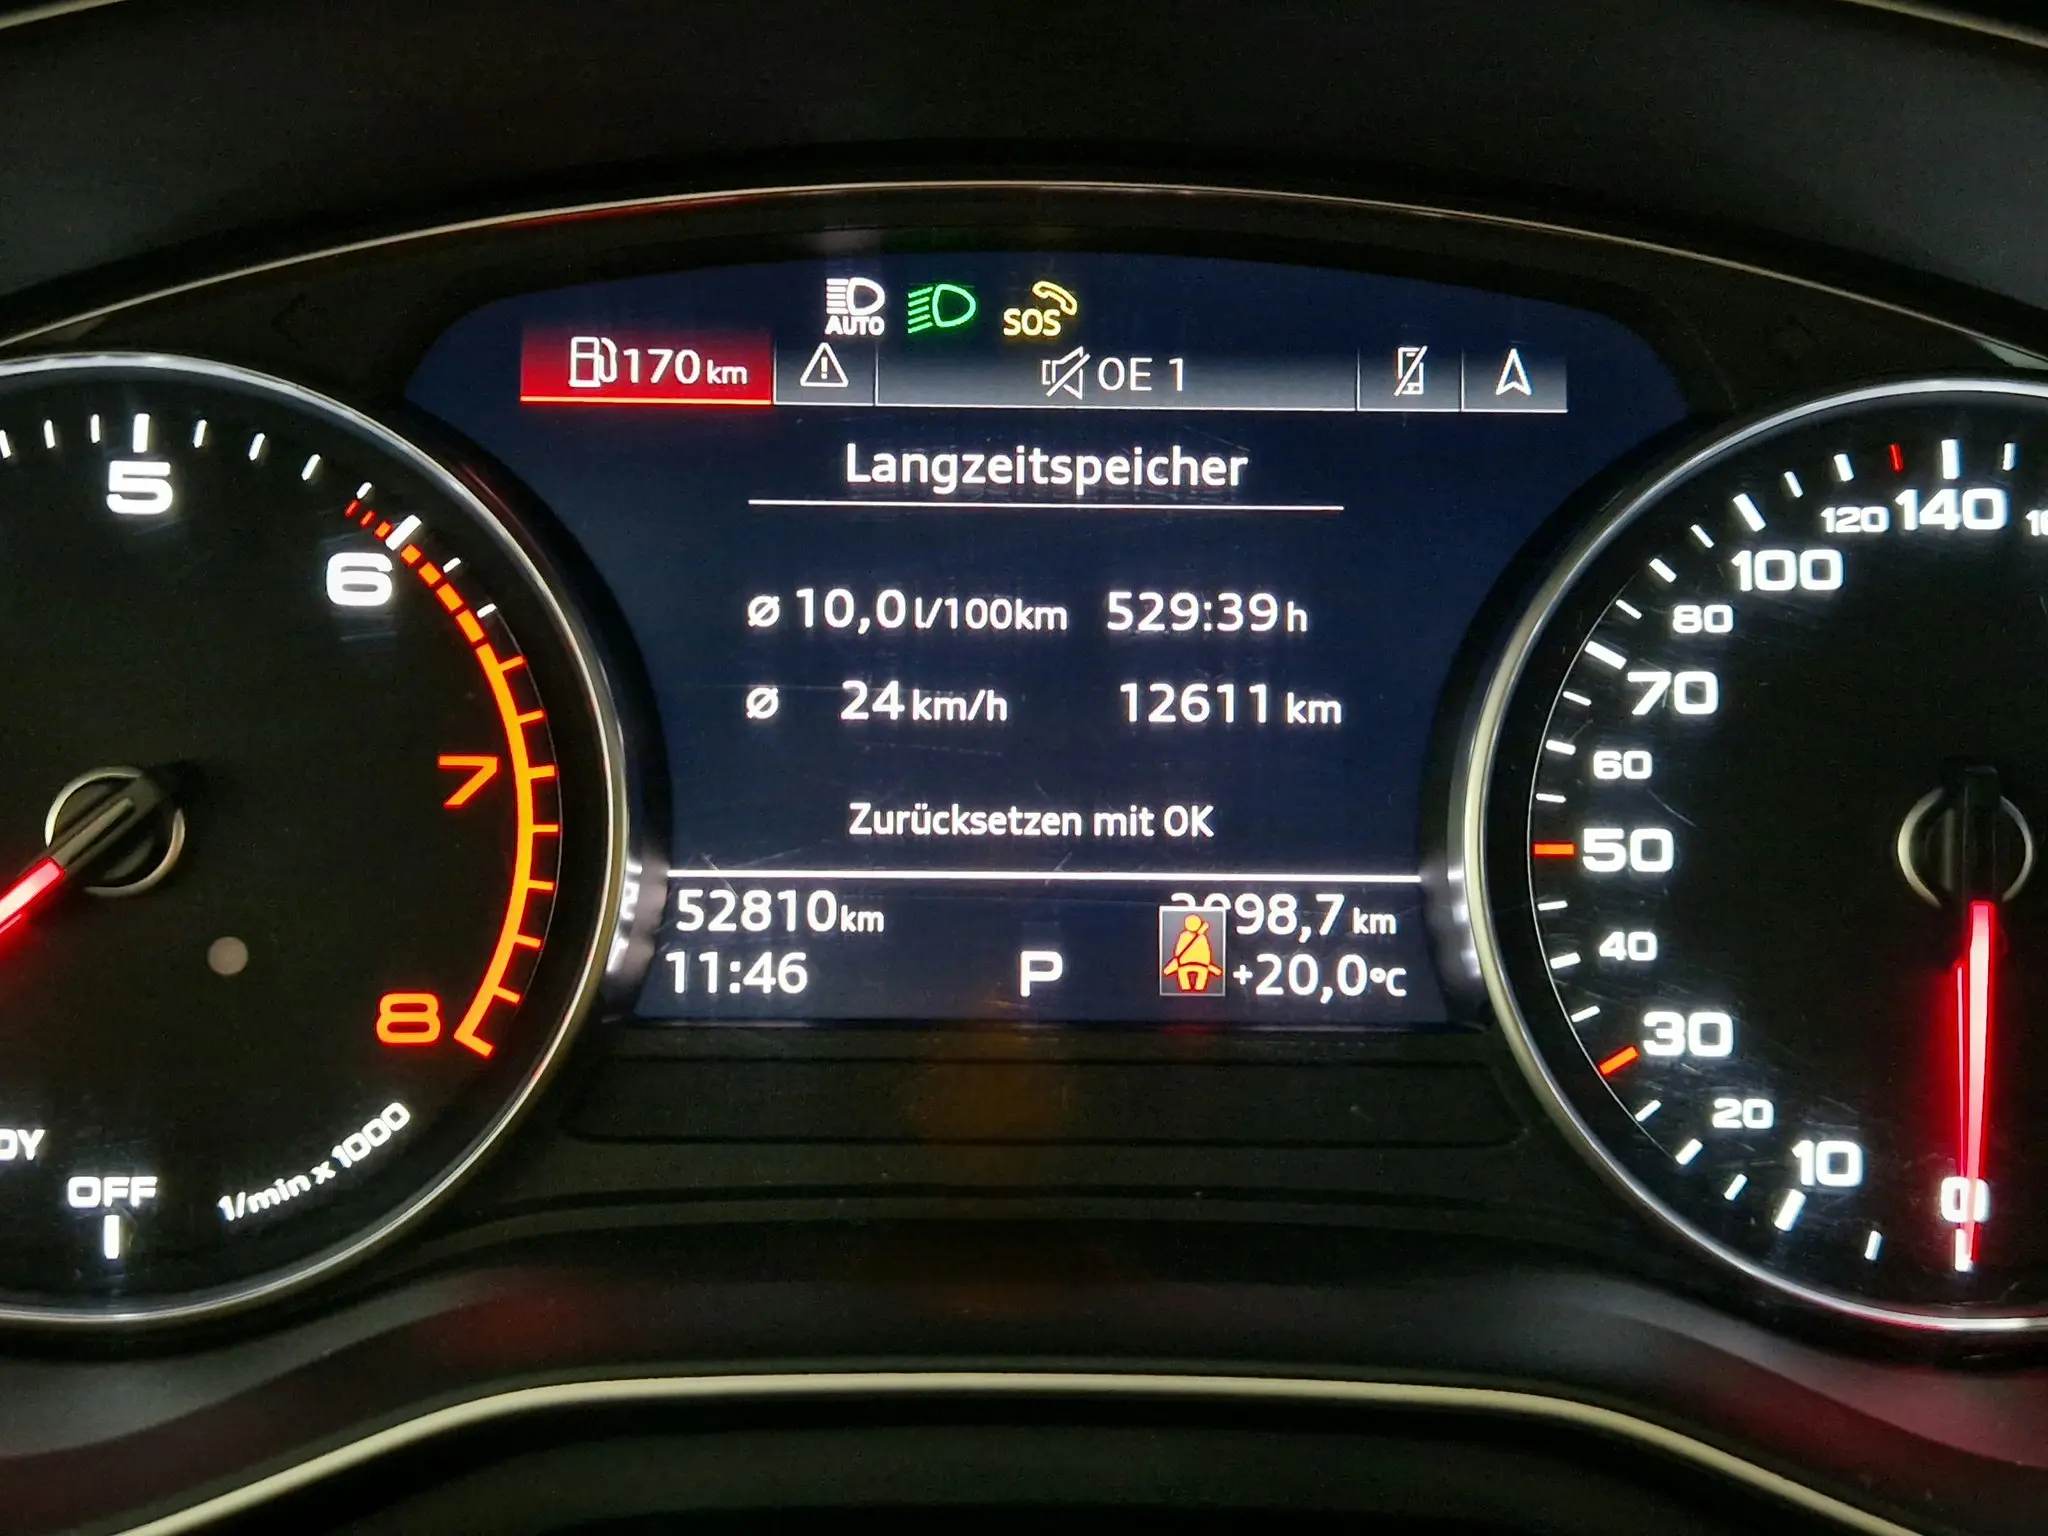 AUTO SOS
170 km OE 1
Langzeitspeicher
ø 10,0 l/100km 529:39 h
ø 24 km/h 12611 km
Zurücksetzen mit OK
52810 km 98,7 km
11:46 P +20,0°C
5
6
7
8
1/min x 1000
OFF
140
120
100
80
70
60
50
40
30
20
10
0